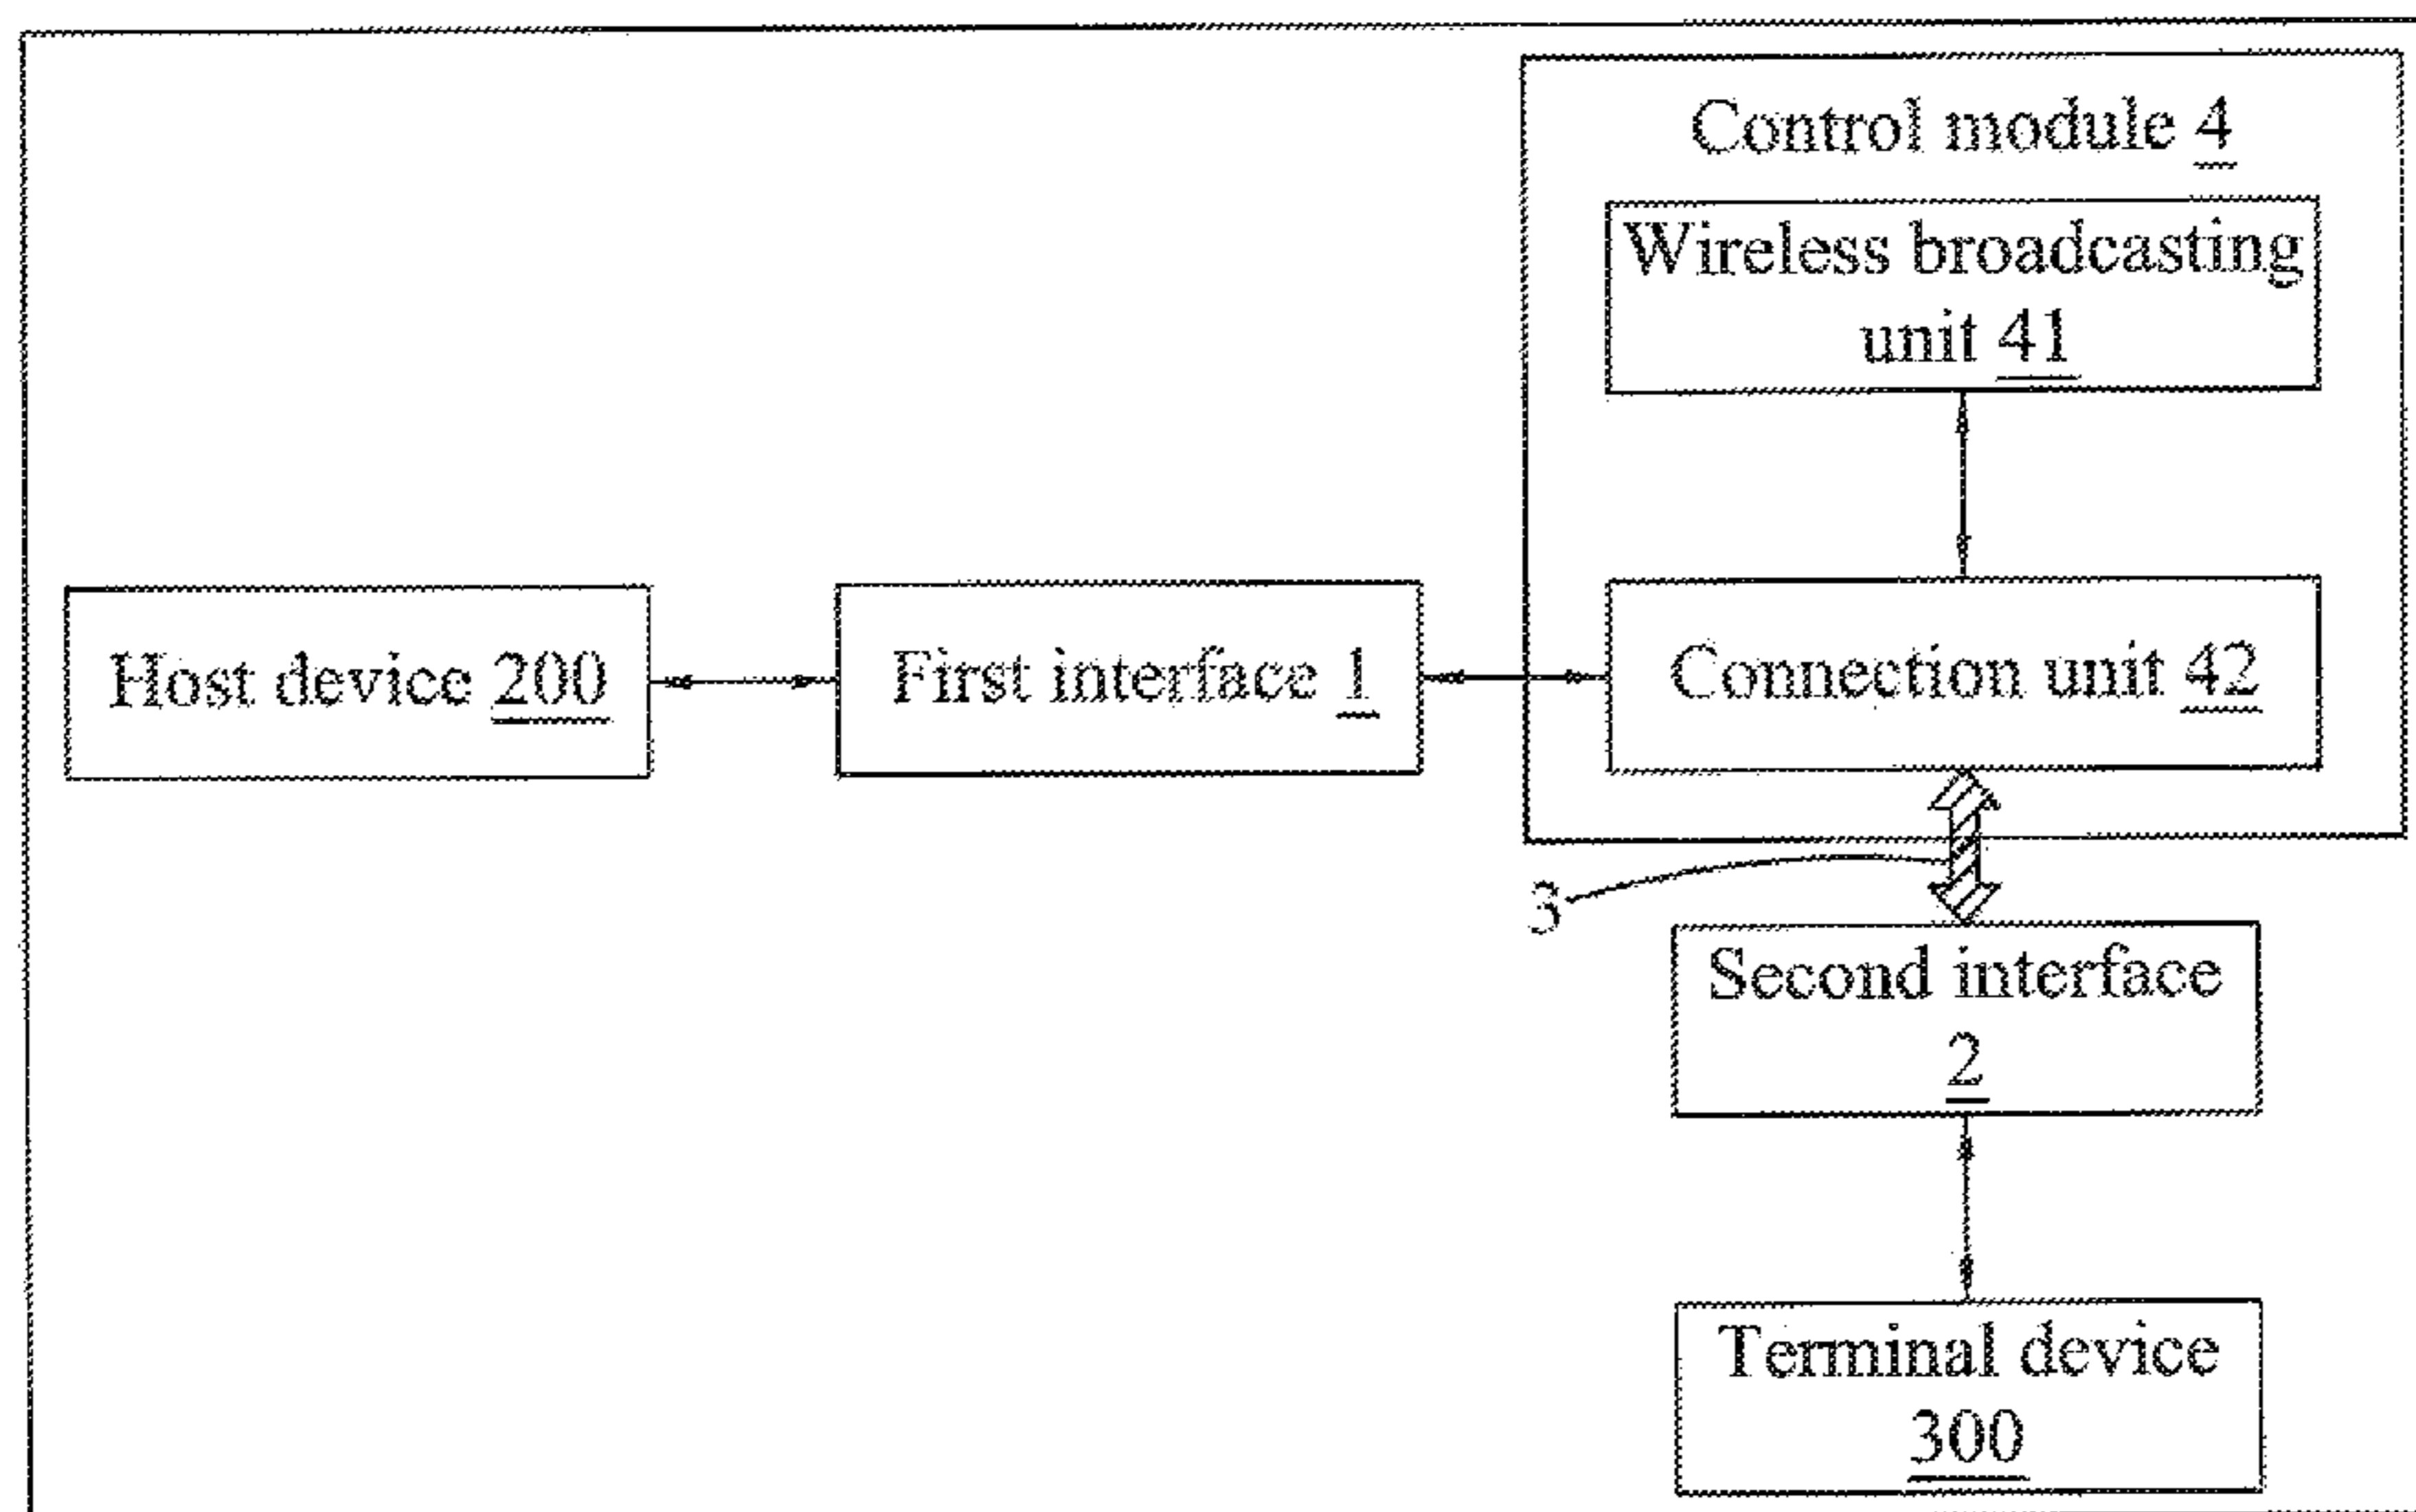 Control module 4
Wireless broadcasting
unit 41
Host device 200
First interface 1
Connection unit 42
3
Second interface
2
Terminal device
300